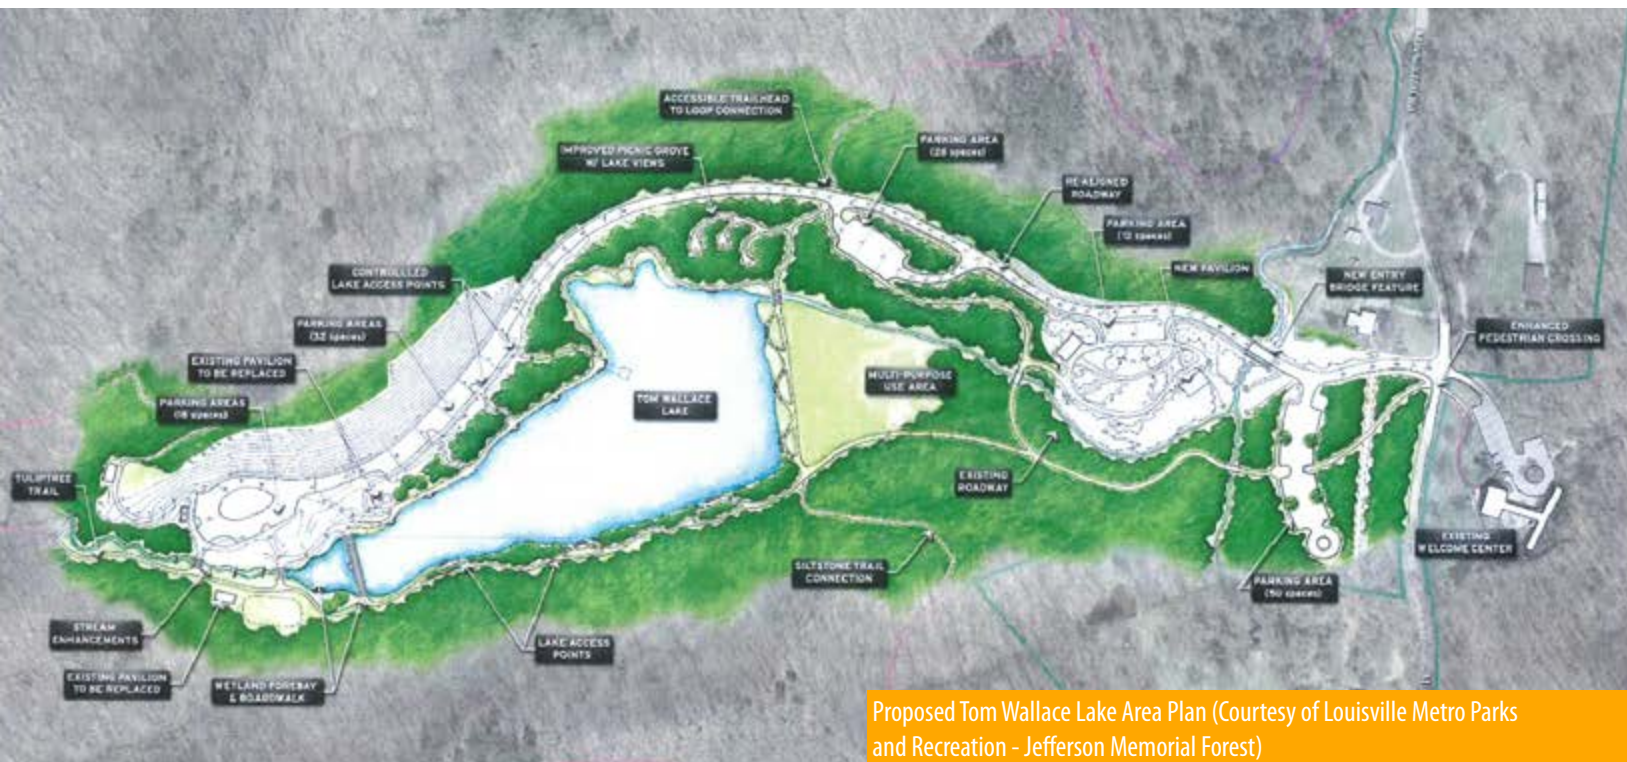 ACCESSIBLE TRAILHEAD
TO LOOP CONNECTION
IMPROVED PICNIC GROVE
W/ LAKE VIEWS
PARKING AREA
(28 spaces)
RE-ALIGNED
ROADWAY
PARKING AREA
NEW PAVILION
NEW ENTRY
BRIDGE FEATURE
ENHANCED
PEDESTRIAN CROSSING
CONTROLLLED
LAKE ACCESS POINTS
PARKING AREAS
(32 spaces)
EXISTING PAVILION
TO BE REPLACED
PARKING AREAS
(18 spaces)
TOM WALLACE
LAKE
MULTI-PURPOSE
USE AREA
TULIPTREE
TRAIL
EXISTING
ROADWAY
EXISTING
WELCOME CENTER
SILTSTONE TRAIL
CONNECTION
PARKING AREA
(50 spaces)
STREAM
ENHANCEMENTS
LAKE ACCESS
POINTS
EXISTING PAVILION
TO BE REPLACED
WETLAND FOREBAY
& BOARDWALK
Proposed Tom Wallace Lake Area Plan (Courtesy of Louisville Metro Parks
and Recreation - Jefferson Memorial Forest)